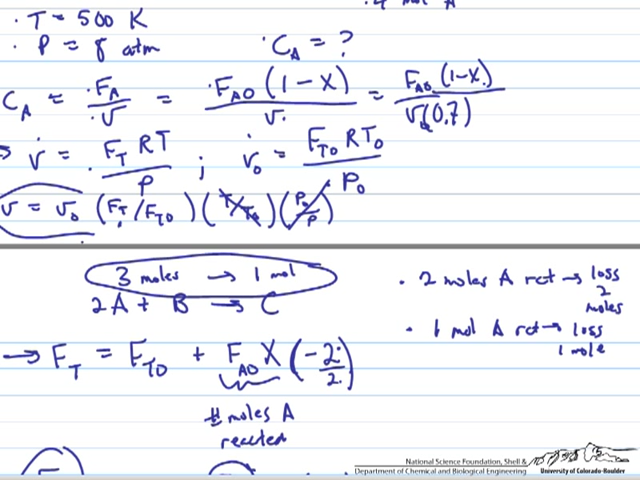 · T = 500 K
· P = 8 atm
· C_A = ?
mol A
C_A = F_A / v = F_A0 (1 - X) / v = F_A0 (1 - X) / v_0(0.7)
→ v̇ = F_T RT / P ; v̇_0 = F_T0 RT_0 / P_0
v = v_0 (F_T / F_T0) (T/T_0) (P_0/P)
3 moles → 1 mol
2A + B → C
· 2 moles A rct → loss
2
moles
· 1 mol A rct → loss
1 mole
→ F_T = F_T0 + F_A0 X (-2/2)
# moles A
reacted
National Science Foundation, Shell &
Department of Chemical and Biological Engineering University of Colorado-Boulder